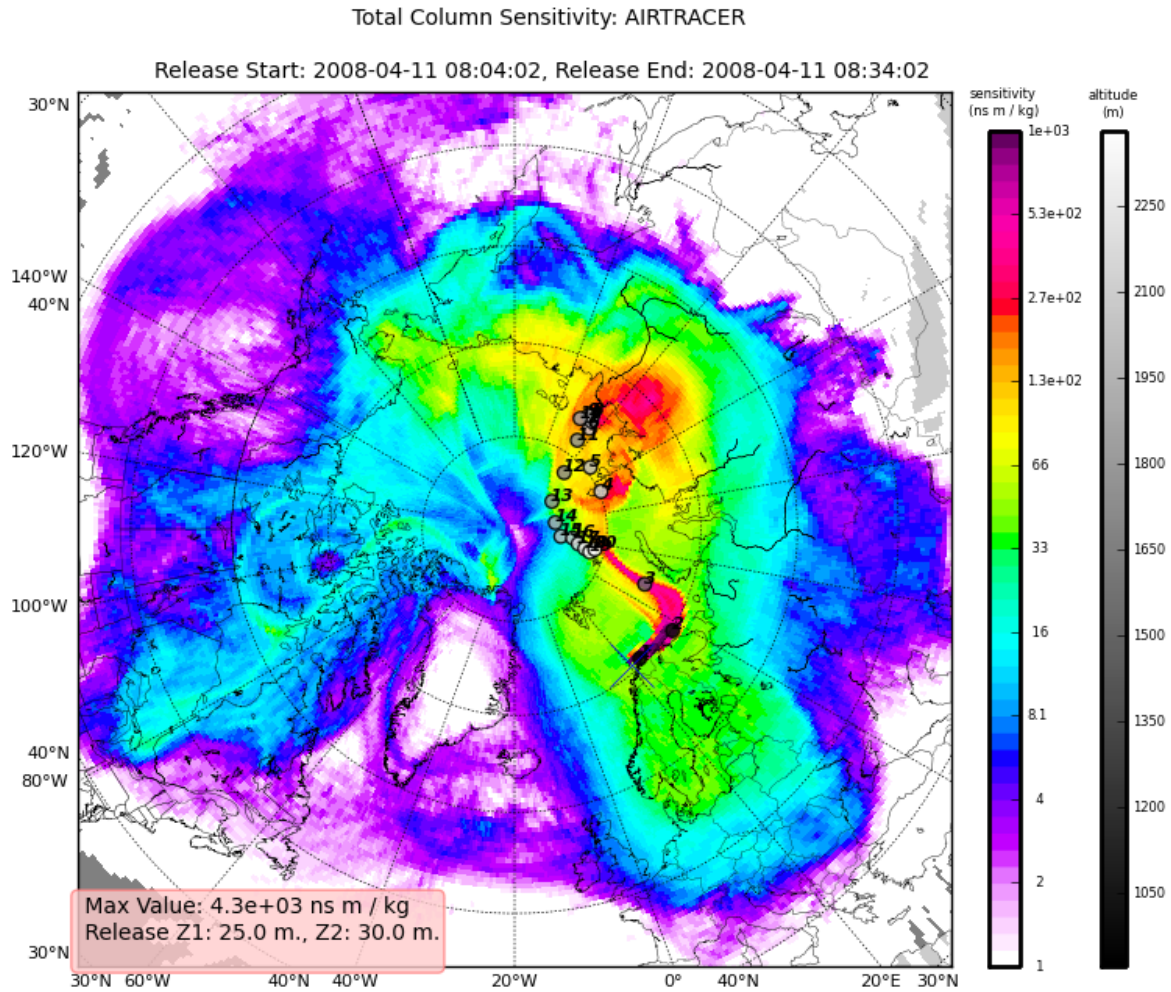 Total Column Sensitivity: AIRTRACER
Release Start: 2008-04-11 08:04:02, Release End: 2008-04-11 08:34:02
sensitivity
(ns m / kg)
altitude
(m)
30°N
140°W
40°N
120°W
100°W
40°N
80°W
30°N
30°N 60°W 40°N 40°W 20°W 0° 40°N 20°E 30°N
1e+03
5.3e+02
2.7e+02
1.3e+02
66
33
16
8.1
4
2
1
2250
2100
1950
1800
1650
1500
1350
1200
1050
11
5
12
4
13
14
3
Max Value: 4.3e+03 ns m / kg
Release Z1: 25.0 m., Z2: 30.0 m.